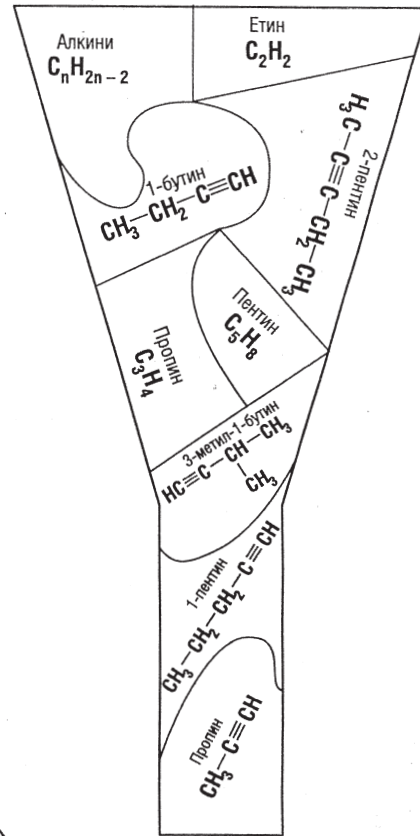 Алкини
CnH2n – 2
Етин
C2H2
1-бутин
CH3–CH2–C≡CH
2-пентин
H3C–C≡C–CH2–CH3
Пропин
C3H4
Пентин
C5H8
3-метил-1-бутин
HC≡C–CH–CH3
CH3
1-пентин
CH3–CH2–CH2–C≡CH
Пропин
CH3–C≡CH